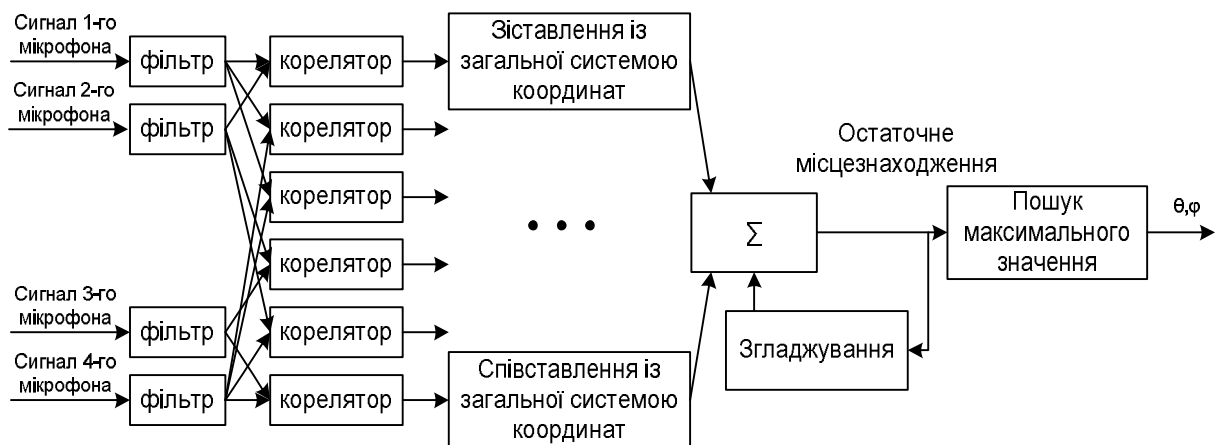 Сигнал 1-го
мікрофона
фільтр
корелятор
Зіставлення із
загальної системою
координат
Сигнал 2-го
мікрофона
фільтр
корелятор
корелятор
корелятор
Сигнал 3-го
мікрофона
фільтр
корелятор
Сигнал 4-го
мікрофона
фільтр
корелятор
Співставлення із
загальної системою
координат
Σ
Згладжування
Остаточне
місцезнаходження
Пошук
максимального
значення
θ,φ